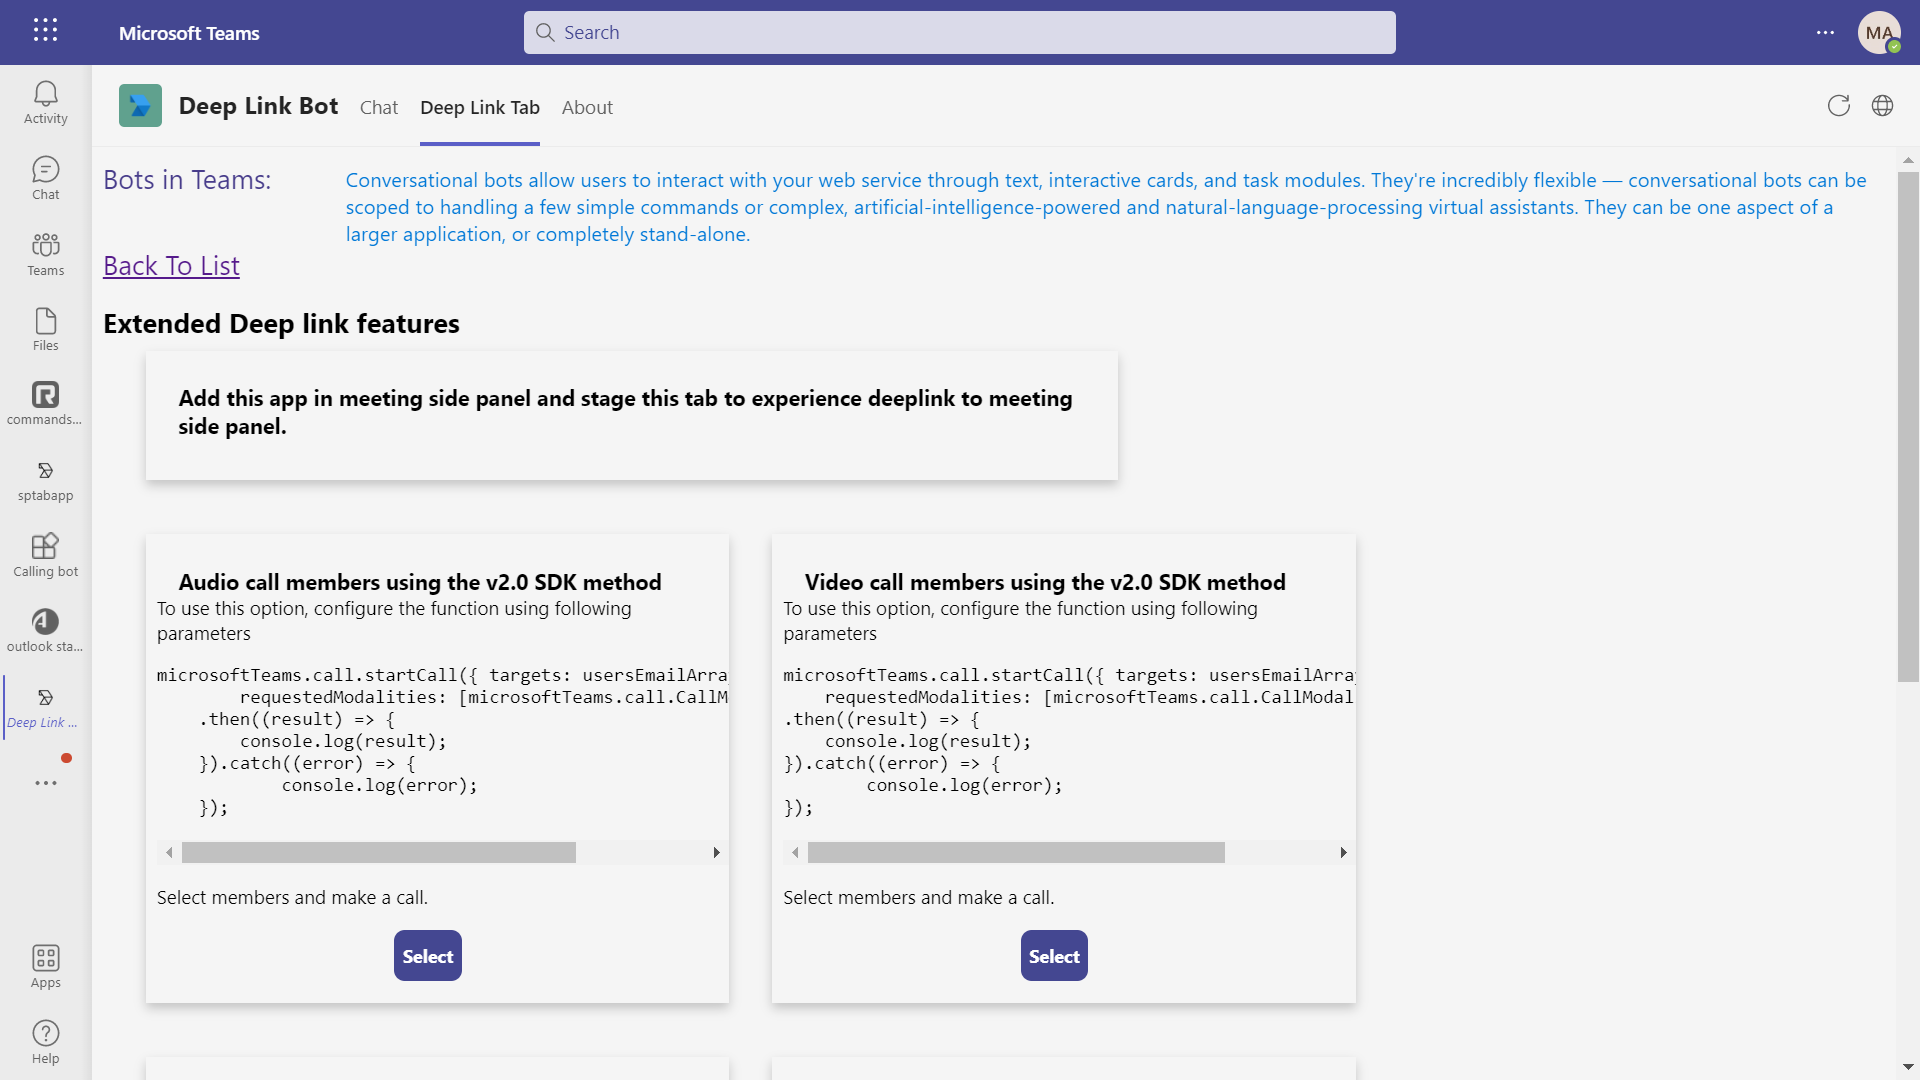 Microsoft Teams
Search
MA
Activity
Chat
Teams
Files
commands...
sptabapp
Calling bot
outlook sta...
Deep Link ...
Apps
Help
Deep Link Bot
Chat
Deep Link Tab
About
Bots in Teams:
Conversational bots allow users to interact with your web service through text, interactive cards, and task modules. They're incredibly flexible — conversational bots can be
scoped to handling a few simple commands or complex, artificial-intelligence-powered and natural-language-processing virtual assistants. They can be one aspect of a
larger application, or completely stand-alone.
Back To List
Extended Deep link features
Add this app in meeting side panel and stage this tab to experience deeplink to meeting
side panel.
Audio call members using the v2.0 SDK method
To use this option, configure the function using following
parameters
microsoftTeams.call.startCall({ targets: usersEmailArray
requestedModalities: [microsoftTeams.call.CallM
.then((result) => {
console.log(result);
}).catch((error) => {
console.log(error);
});
Select members and make a call.
Select
Video call members using the v2.0 SDK method
To use this option, configure the function using following
parameters
microsoftTeams.call.startCall({ targets: usersEmailArray
requestedModalities: [microsoftTeams.call.CallModal
.then((result) => {
console.log(result);
}).catch((error) => {
console.log(error);
});
Select members and make a call.
Select